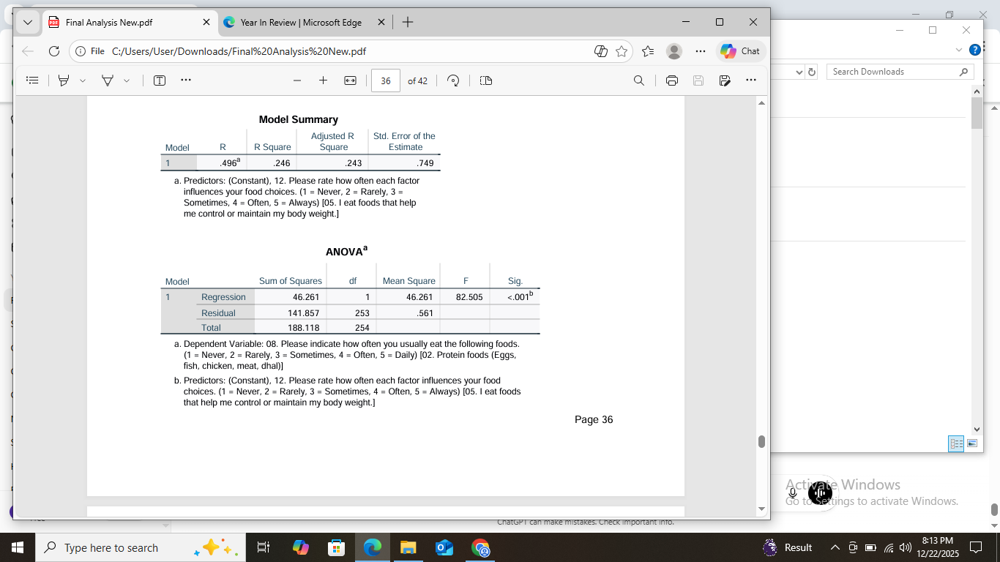 Final Analysis New.pdf
Year In Review | Microsoft Edge
File C:/Users/User/Downloads/Final%20Analysis%20New.pdf
Chat
Search Downloads
36 of 42
Model Summary
Model R R Square Adjusted R Square Std. Error of the Estimate
1 .496a .246 .243 .749
a. Predictors: (Constant), 12. Please rate how often each factor
influences your food choices. (1 = Never, 2 = Rarely, 3 =
Sometimes, 4 = Often, 5 = Always) [05. I eat foods that help
me control or maintain my body weight.]
ANOVAa
Model Sum of Squares df Mean Square F Sig.
1 Regression 46.261 1 46.261 82.505 <.001b
Residual 141.857 253 .561
Total 188.118 254
a. Dependent Variable: 08. Please indicate how often you usually eat the following foods.
(1 = Never, 2 = Rarely, 3 = Sometimes, 4 = Often, 5 = Daily) [02. Protein foods (Eggs,
fish, chicken, meat, dhal)]
b. Predictors: (Constant), 12. Please rate how often each factor influences your food
choices. (1 = Never, 2 = Rarely, 3 = Sometimes, 4 = Often, 5 = Always) [05. I eat foods
that help me control or maintain my body weight.]
Page 36
Activate Windows
Go to Settings to activate Windows.
ChatGPT can make mistakes. Check important info.
Type here to search
Result
8:13 PM
12/22/2025